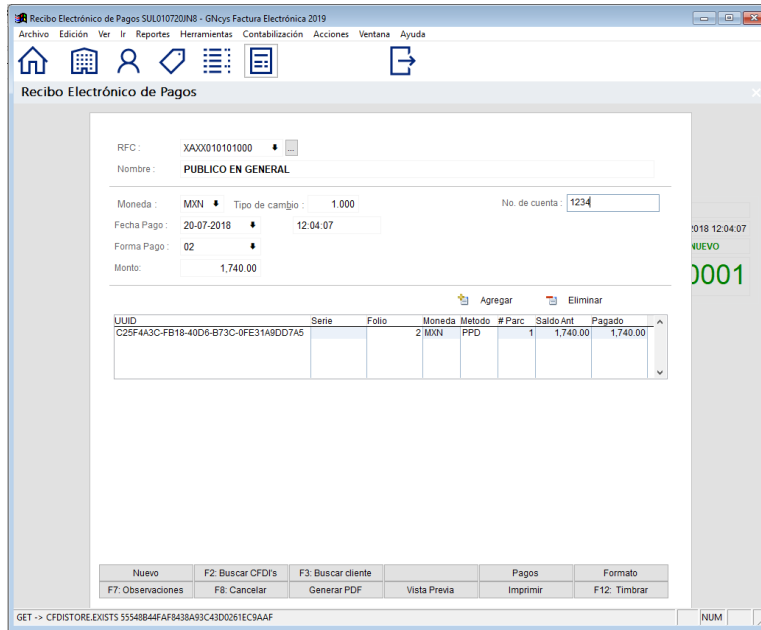 Recibo Electrónico de Pagos SUL010720JN8 - GNcys Factura Electrónica 2019
Archivo Edición Ver Ir Reportes Herramientas Contabilización Acciones Ventana Ayuda
Recibo Electrónico de Pagos
RFC : XAXX010101000 ...
Nombre : PUBLICO EN GENERAL
Moneda : MXN Tipo de cambio : 1.000 No. de cuenta : 1234
Fecha Pago : 20-07-2018 12:04:07
2018 12:04:07
Forma Pago : 02
NUEVO
Monto: 1,740.00
0001
Agregar Eliminar
UUID Serie Folio Moneda Metodo # Parc Saldo Ant Pagado
C25F4A3C-FB18-40D6-B73C-0FE31A9DD7A5 2 MXN PPD 1 1,740.00 1,740.00
Nuevo F2: Buscar CFDI's F3: Buscar cliente Pagos Formato
F7: Observaciones F8: Cancelar Generar PDF Vista Previa Imprimir F12: Timbrar
GET -> CFDISTORE.EXISTS 55548B44FAF8438A93C43D0261EC9AAF NUM